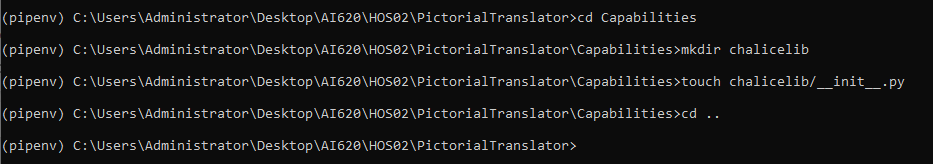 (pipenv) C:\Users\Administrator\Desktop\AI620\HOS02\PictorialTranslator>cd Capabilities
(pipenv) C:\Users\Administrator\Desktop\AI620\HOS02\PictorialTranslator\Capabilities>mkdir chalicelib
(pipenv) C:\Users\Administrator\Desktop\AI620\HOS02\PictorialTranslator\Capabilities>touch chalicelib/__init__.py
(pipenv) C:\Users\Administrator\Desktop\AI620\HOS02\PictorialTranslator\Capabilities>cd ..
(pipenv) C:\Users\Administrator\Desktop\AI620\HOS02\PictorialTranslator>